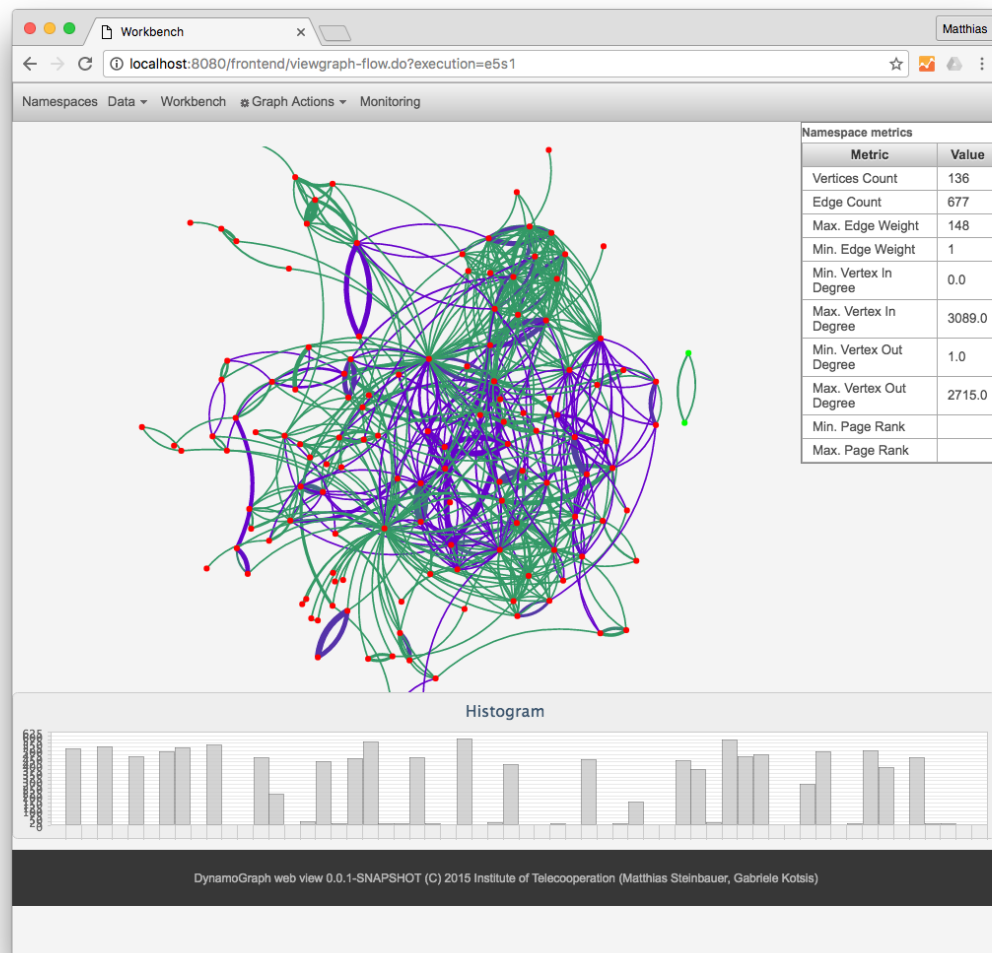 Workbench
Matthias
localhost:8080/frontend/viewgraph-flow.do?execution=e5s1
Namespaces Data Workbench Graph Actions Monitoring
Namespace metrics
Metric Value
Vertices Count 136
Edge Count 677
Max. Edge Weight 148
Min. Edge Weight 1
Min. Vertex In
Degree 0.0
Max. Vertex In
Degree 3089.0
Min. Vertex Out
Degree 1.0
Max. Vertex Out
Degree 2715.0
Min. Page Rank
Max. Page Rank
Histogram
625
0
DynamoGraph web view 0.0.1-SNAPSHOT (C) 2015 Institute of Telecooperation (Matthias Steinbauer, Gabriele Kotsis)